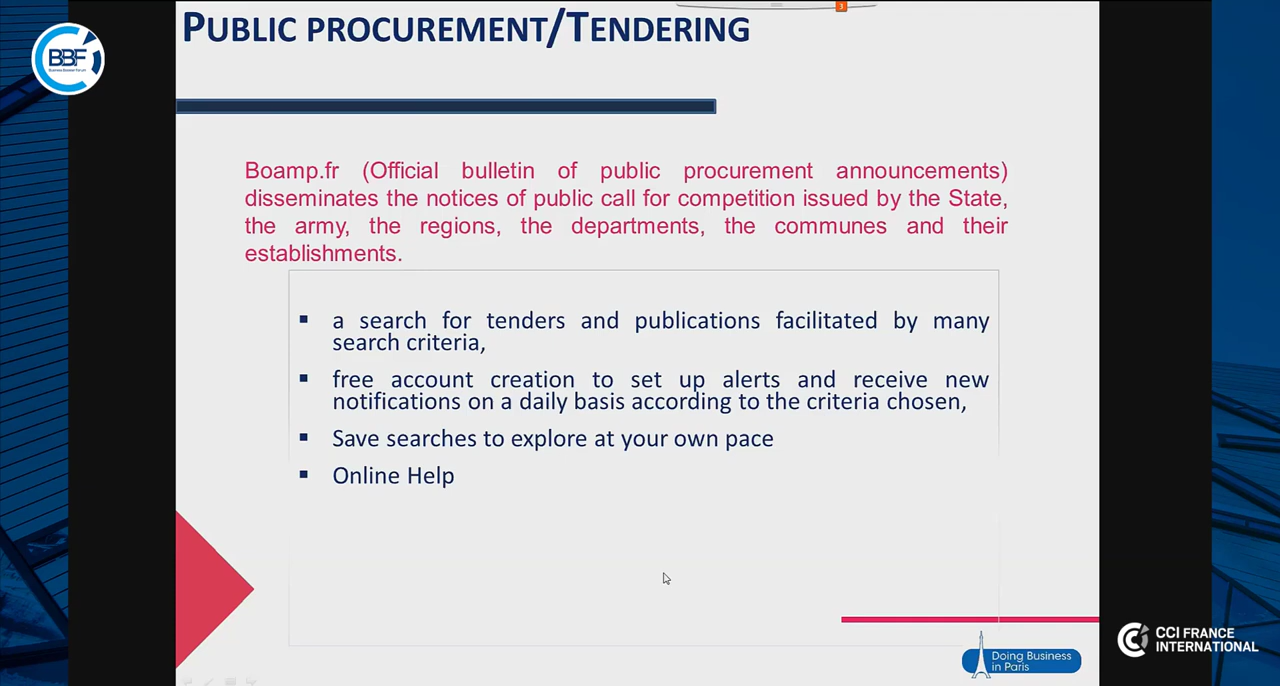 3
PUBLIC PROCUREMENT/TENDERING
BBF
Boamp.fr (Official bulletin of public procurement announcements)
disseminates the notices of public call for competition issued by the State,
the army, the regions, the departments, the communes and their
establishments.
▪ a search for tenders and publications facilitated by many
search criteria,
▪ free account creation to set up alerts and receive new
notifications on a daily basis according to the criteria chosen,
▪ Save searches to explore at your own pace
▪ Online Help
CCI FRANCE
INTERNATIONAL
Doing Business
in Paris